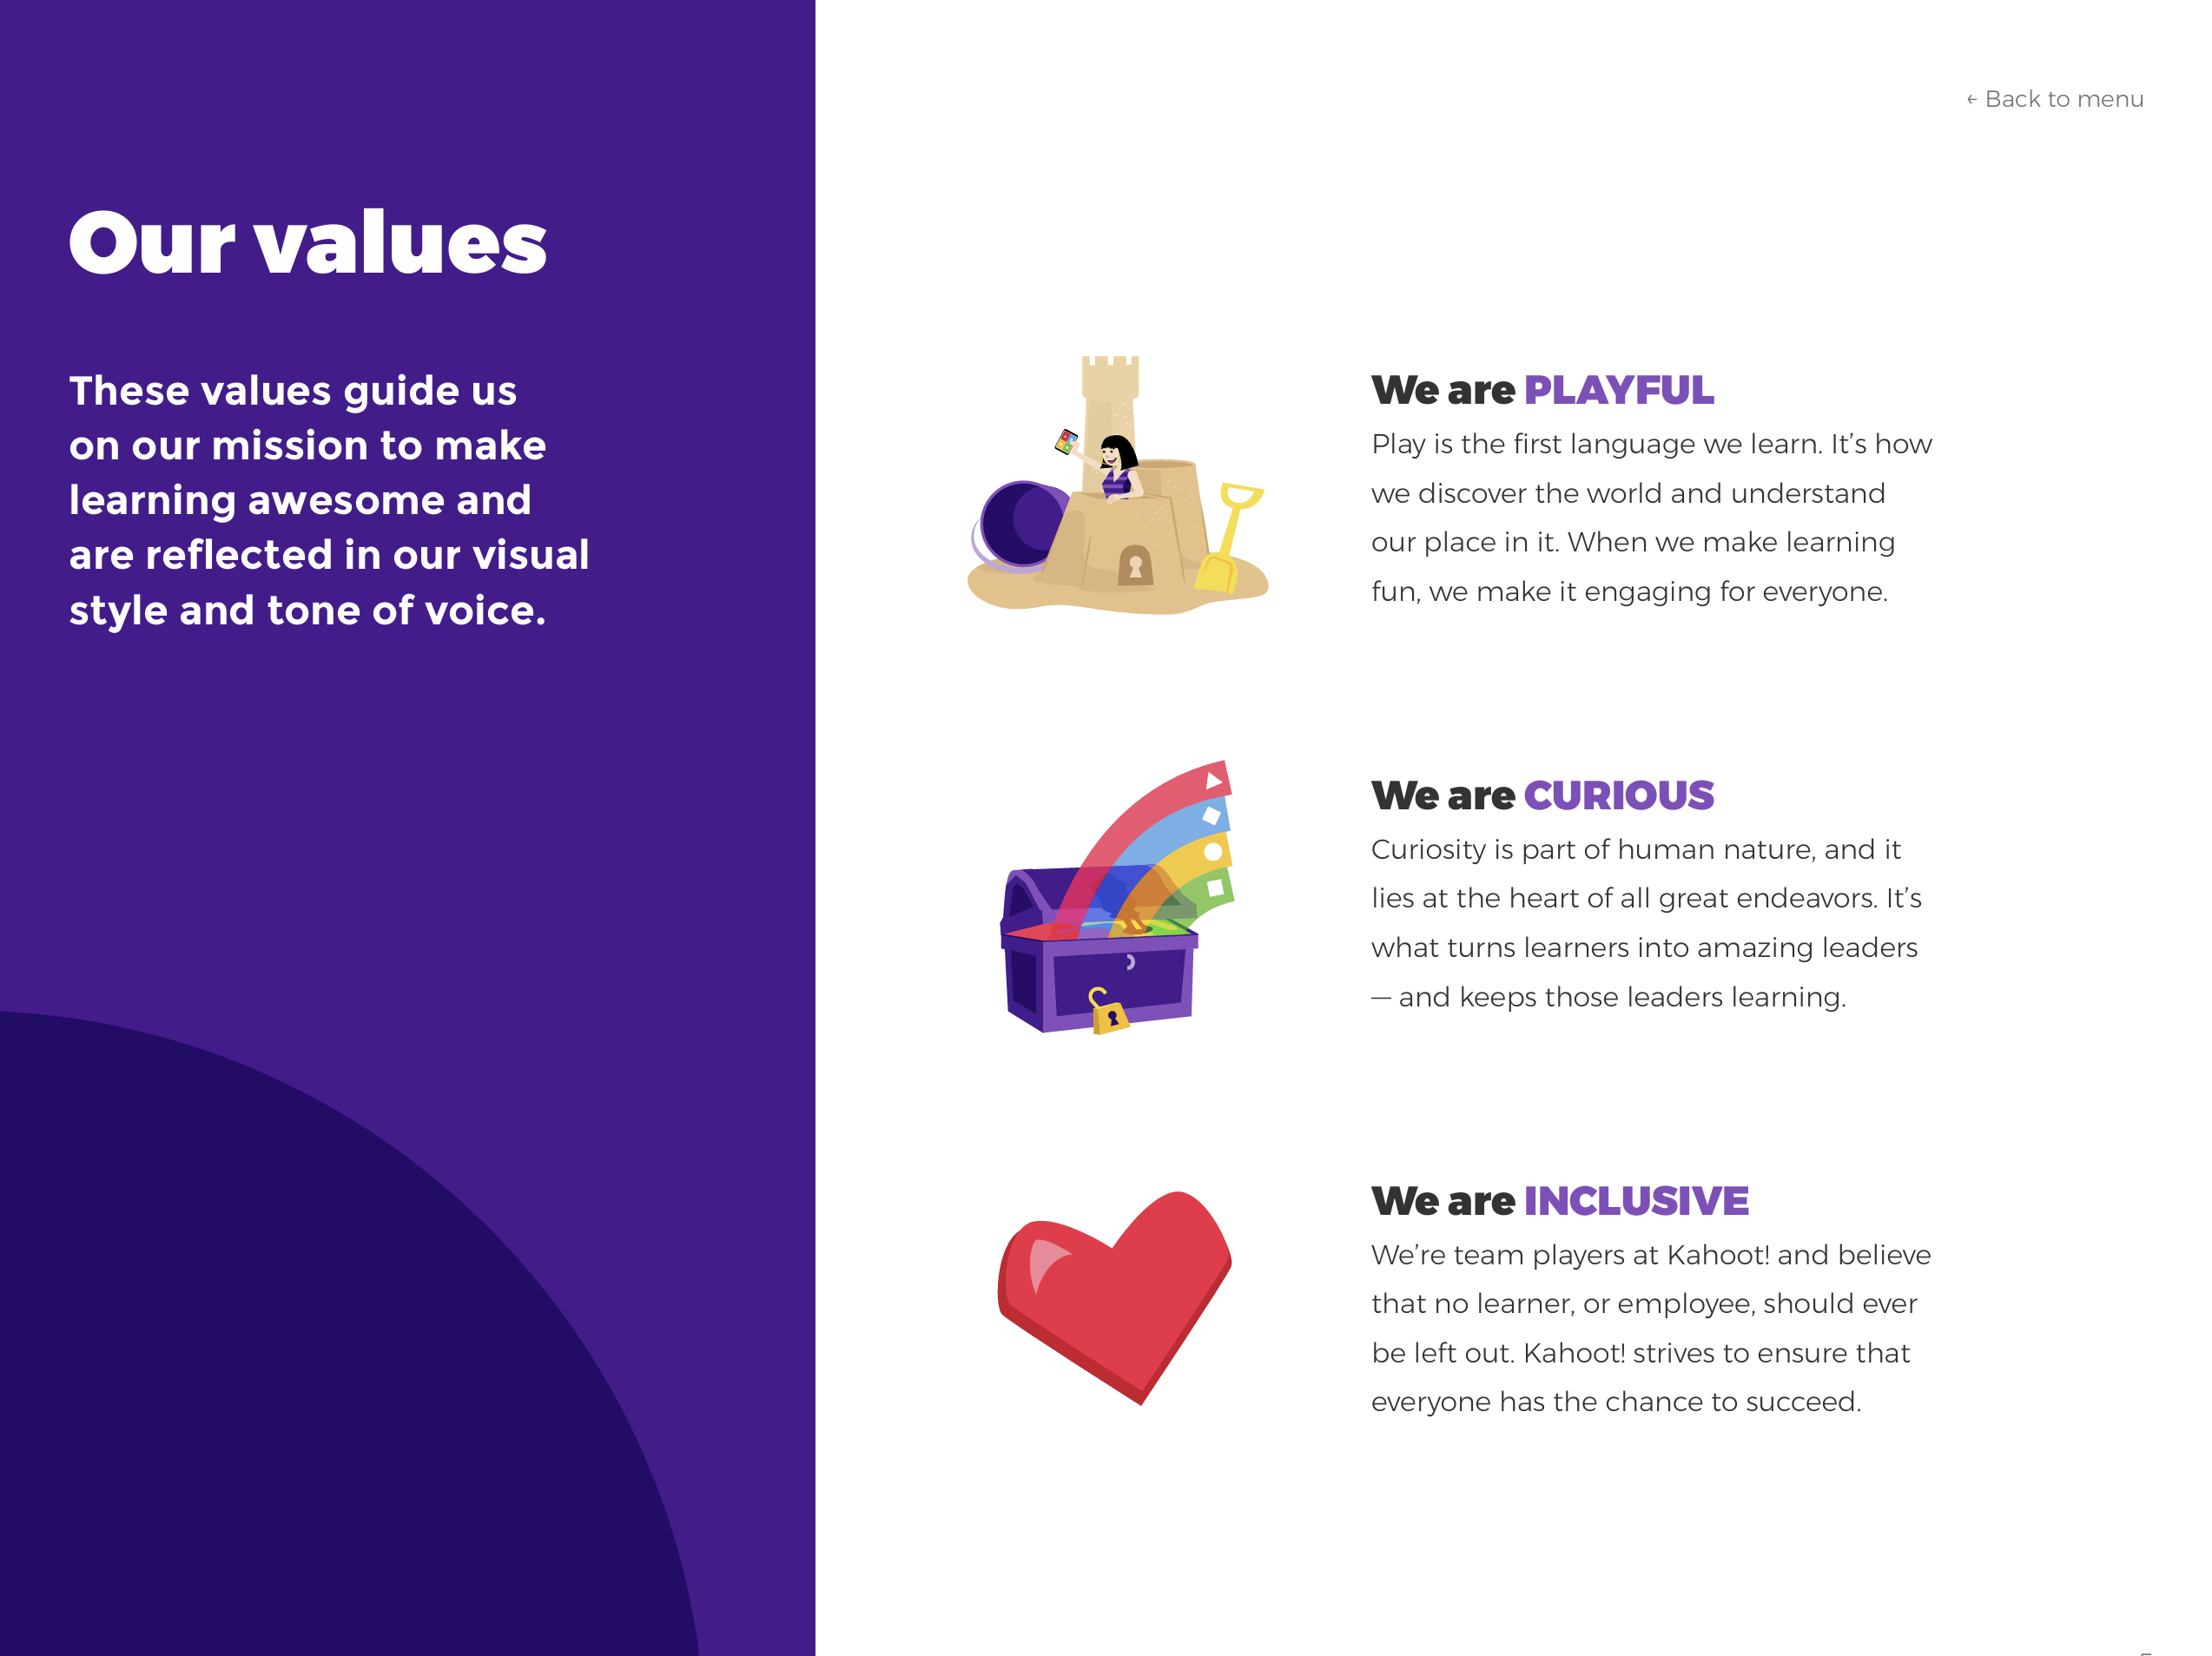 ← Back to menu
Our values
These values guide us
on our mission to make
learning awesome and
are reflected in our visual
style and tone of voice.
We are PLAYFUL
Play is the first language we learn. It’s how
we discover the world and understand
our place in it. When we make learning
fun, we make it engaging for everyone.
We are CURIOUS
Curiosity is part of human nature, and it
lies at the heart of all great endeavors. It’s
what turns learners into amazing leaders
— and keeps those leaders learning.
We are INCLUSIVE
We’re team players at Kahoot! and believe
that no learner, or employee, should ever
be left out. Kahoot! strives to ensure that
everyone has the chance to succeed.